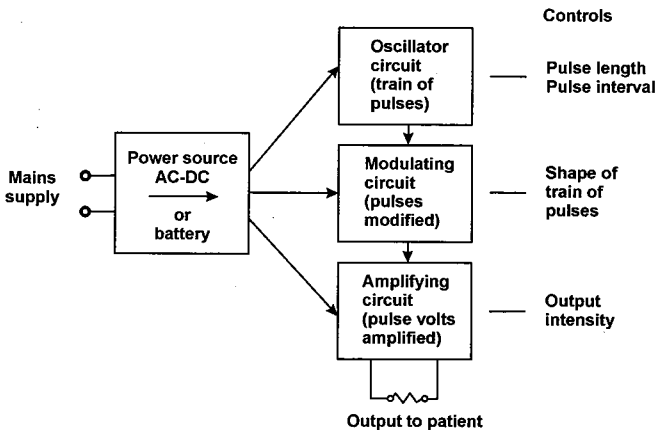 Controls
Oscillator
circuit
(train of
pulses)
Pulse length
Pulse interval
Mains
supply
Power source
AC-DC
or
battery
Modulating
circuit
(pulses
modified)
Shape of
train of
pulses
Amplifying
circuit
(pulse volts
amplified)
Output
intensity
Output to patient